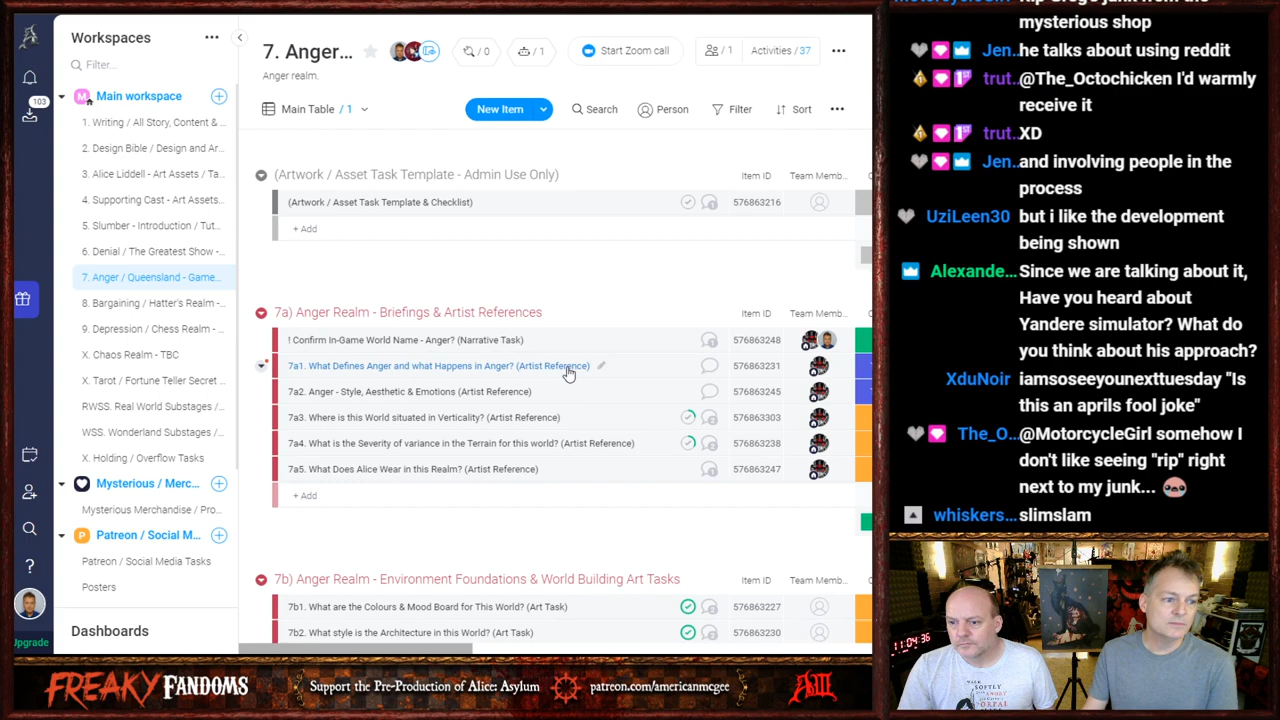 Workspaces
Filter...
Main workspace
1. Writing / All Story, Content & ...
2. Design Bible / Design and Ar...
3. Alice Liddell - Art Assets / Ta...
4. Supporting Cast - Art Assets...
5. Slumber - Introduction / Tut...
6. Denial / The Greatest Show -...
7. Anger / Queensland - Game...
8. Bargaining / Hatter's Realm -...
9. Depression / Chess Realm - ...
X. Chaos Realm - TBC
X. Tarot / Fortune Teller Secret ...
RWSS. Real World Substages / ...
WSS. Wonderland Substages / ...
X. Holding / Overflow Tasks
Mysterious / Merc...
Mysterious Merchandise / Pro...
Patreon / Social M...
Patreon / Social Media Tasks
Posters
Dashboards
103
?
Upgrade
7. Anger...
Anger realm.
/ 0
/ 1
Start Zoom call
/ 1
Activities / 37
Main Table / 1
New Item
Search
Person
Filter
Sort
(Artwork / Asset Task Template - Admin Use Only)
Item ID
Team Memb...
(Artwork / Asset Task Template & Checklist)
576863216
+ Add
7a) Anger Realm - Briefings & Artist References
Item ID
Team Memb...
! Confirm In-Game World Name - Anger? (Narrative Task)
576863248
7a1. What Defines Anger and what Happens in Anger? (Artist Reference)
576863231
7a2. Anger - Style, Aesthetic & Emotions (Artist Reference)
576863245
7a3. Where is this World situated in Verticality? (Artist Reference)
576863303
7a4. What is the Severity of variance in the Terrain for this world? (Artist Reference)
576863238
7a5. What Does Alice Wear in this Realm? (Artist Reference)
576863247
+ Add
7b) Anger Realm - Environment Foundations & World Building Art Tasks
Item ID
Team Memb...
7b1. What are the Colours & Mood Board for This World? (Art Task)
576863227
7b2. What style is the Architecture in this World? (Art Task)
576863230
mysterious shop
Jen... he talks about using reddit
trut... @The_Octochicken I'd warmly
receive it
trut... XD
Jen... and involving people in the
process
UziLeen30 but i like the development
being shown
Alexande... Since we are talking about it,
Have you heard about
Yandere simulator? What do
you think about his approach?
XduNoir iamsoseeyounexttuesday "Is
this an aprils fool joke"
The_O... @MotorcycleGirl somehow I
don't like seeing "rip" right
next to my junk...
whiskers... slimslam
11:04:36
FREAKY FANDOMS
Support the Pre-Production of Alice: Asylum
patreon.com/americanmcgee